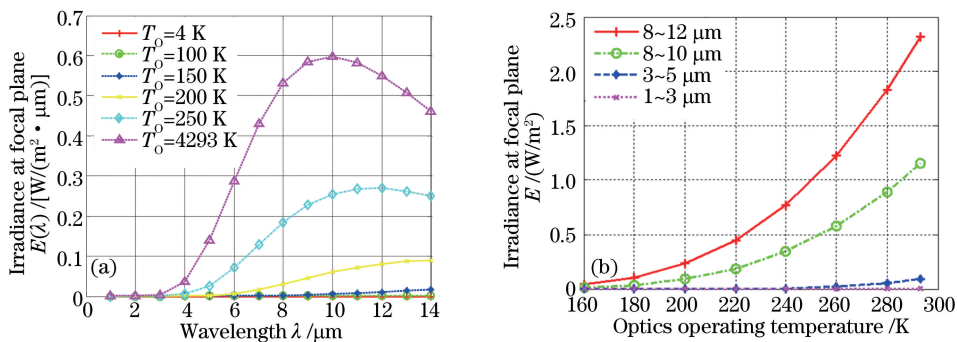 Irradiance at focal plane
E(λ) /[W/(m² • μm)]
0.7
0.6
0.5
0.4
0.3
0.2
0.1
0
T_O=4 K
T_O=100 K
T_O=150 K
T_O=200 K
T_O=250 K
T_O=4293 K
(a)
0 2 4 6 8 10 12 14
Wavelength λ /μm
Irradiance at focal plane
E /(W/m²)
2.5
2.0
1.5
1.0
0.5
0
8~12 μm
8~10 μm
3~5 μm
1~3 μm
(b)
160 180 200 220 240 260 280 300
Optics operating temperature /K